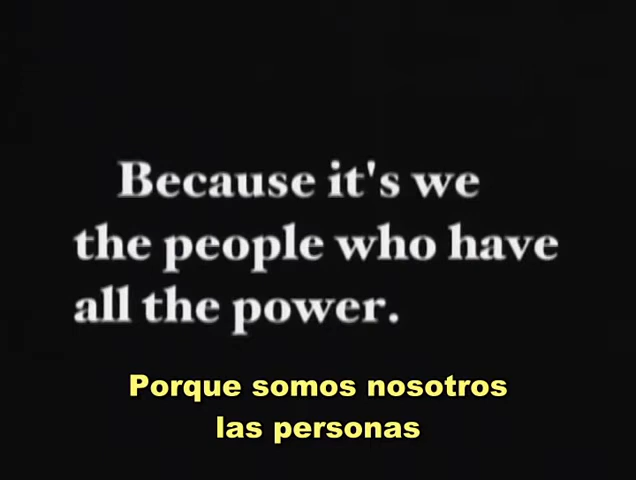 Because it's we
the people who have
all the power.
Porque somos nosotros
las personas